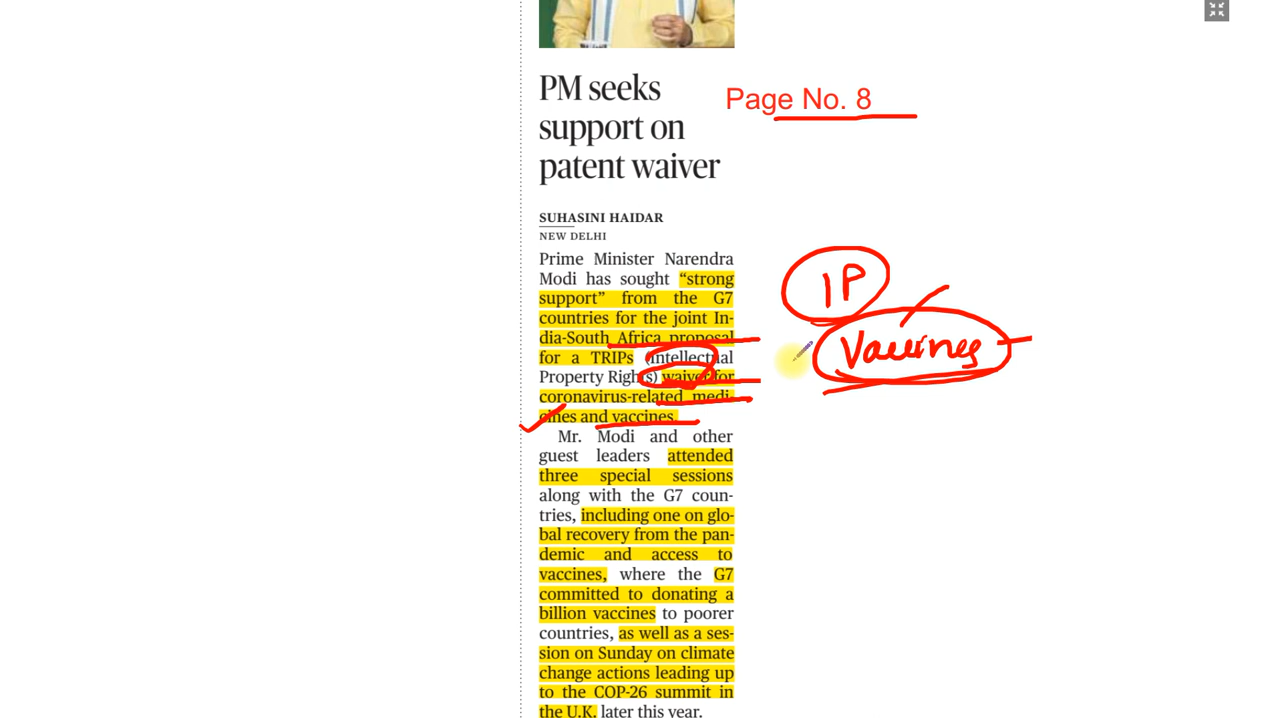 PM seeks
support on
patent waiver
Page No. 8
SUHASINI HAIDAR
NEW DELHI
Prime Minister Narendra
Modi has sought “strong
support” from the G7
countries for the joint In-
dia-South Africa proposal
for a TRIPs (Intellectual
Property Rights) waiver for
coronavirus-related medi-
cines and vaccines.
Mr. Modi and other
guest leaders attended
three special sessions
along with the G7 coun-
tries, including one on glo-
bal recovery from the pan-
demic and access to
vaccines, where the G7
committed to donating a
billion vaccines to poorer
countries, as well as a ses-
sion on Sunday on climate
change actions leading up
to the COP-26 summit in
the U.K. later this year.
IP
Vaccines